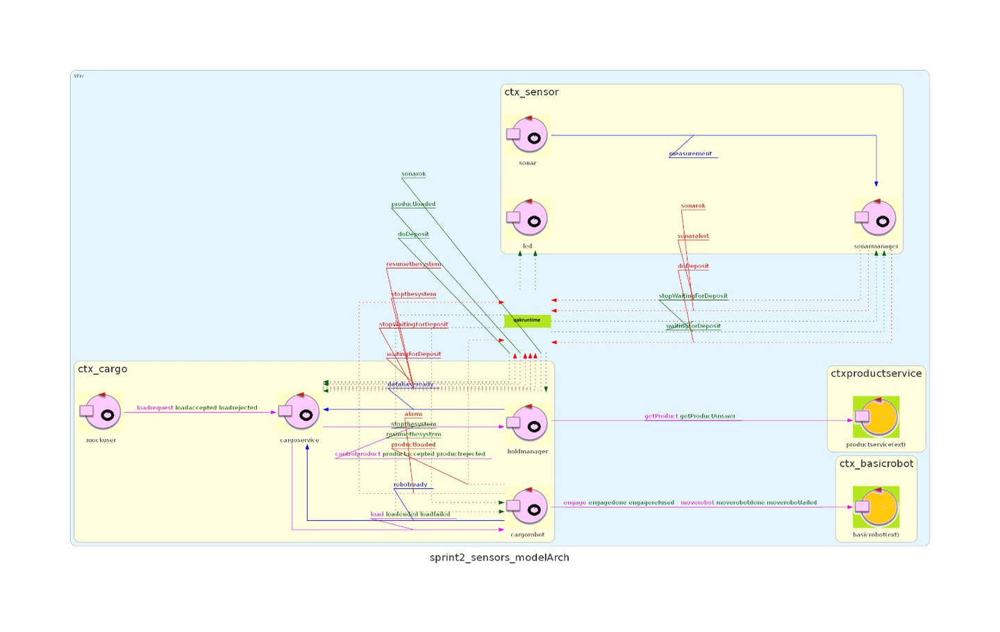 env
ctx_sensor
sonar
measurement
sonarok
productloaded
sonarok
doDeposit
sonaralert
led
sonarmanager
resumethesystem
doDeposit
stopthesystem
stopWaitingForDeposit
qakruntime
stopWaitingForDeposit
waitingForDeposit
waitingForDeposit
ctx_cargo
ctxproductservice
databaseready
loadrequest loadaccepted loadrejected
alarm
getProduct getProductAnswer
stopthesystem
resumethesystem
mockuser
cargoservice
productloaded
productservice(ext)
holdmanager
controlproduct productaccepted productrejected
ctx_basicrobot
robotready
engage engagedone engagerefused moverobot moverobotdone moverobotfailed
load loadended loadfailed
cargorobot
basicrobot(ext)
sprint2_sensors_modelArch